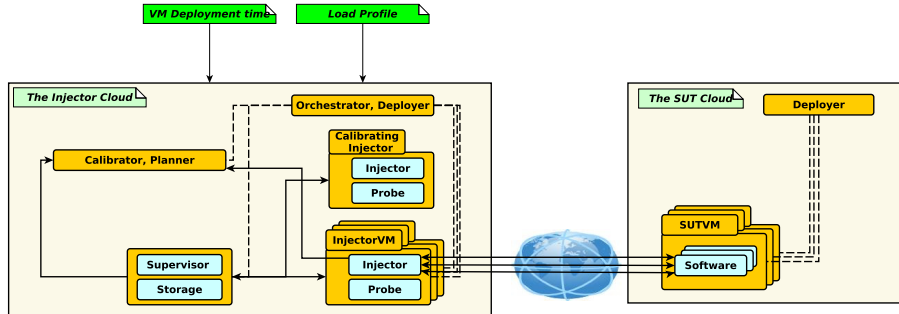 VM Deployment time
Load Profile
The Injector Cloud
Orchestrator, Deployer
Calibrating
Injector
Injector
Probe
Calibrator, Planner
InjectorVM
Injector
Probe
Supervisor
Storage
The SUT Cloud
Deployer
SUTVM
Software